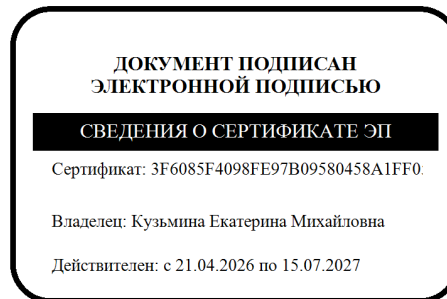 ДОКУМЕНТ ПОДПИСАН
ЭЛЕКТРОННОЙ ПОДПИСЬЮ
СВЕДЕНИЯ О СЕРТИФИКАТЕ ЭП
Сертификат: 3F6085F4098FE97B09580458A1FF0
Владелец: Кузьмина Екатерина Михайловна
Действителен: с 21.04.2026 по 15.07.2027